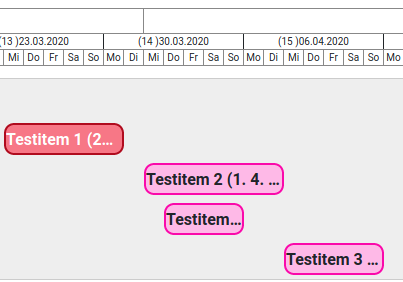 (13 )23.03.2020 (14 )30.03.2020 (15 )06.04.2020
Mi Do Fr Sa So Mo Di Mi Do Fr Sa So Mo Di Mi Do Fr Sa So Mo
Testitem 1 (2...
Testitem 2 (1. 4. ...
Testitem...
Testitem 3 ...